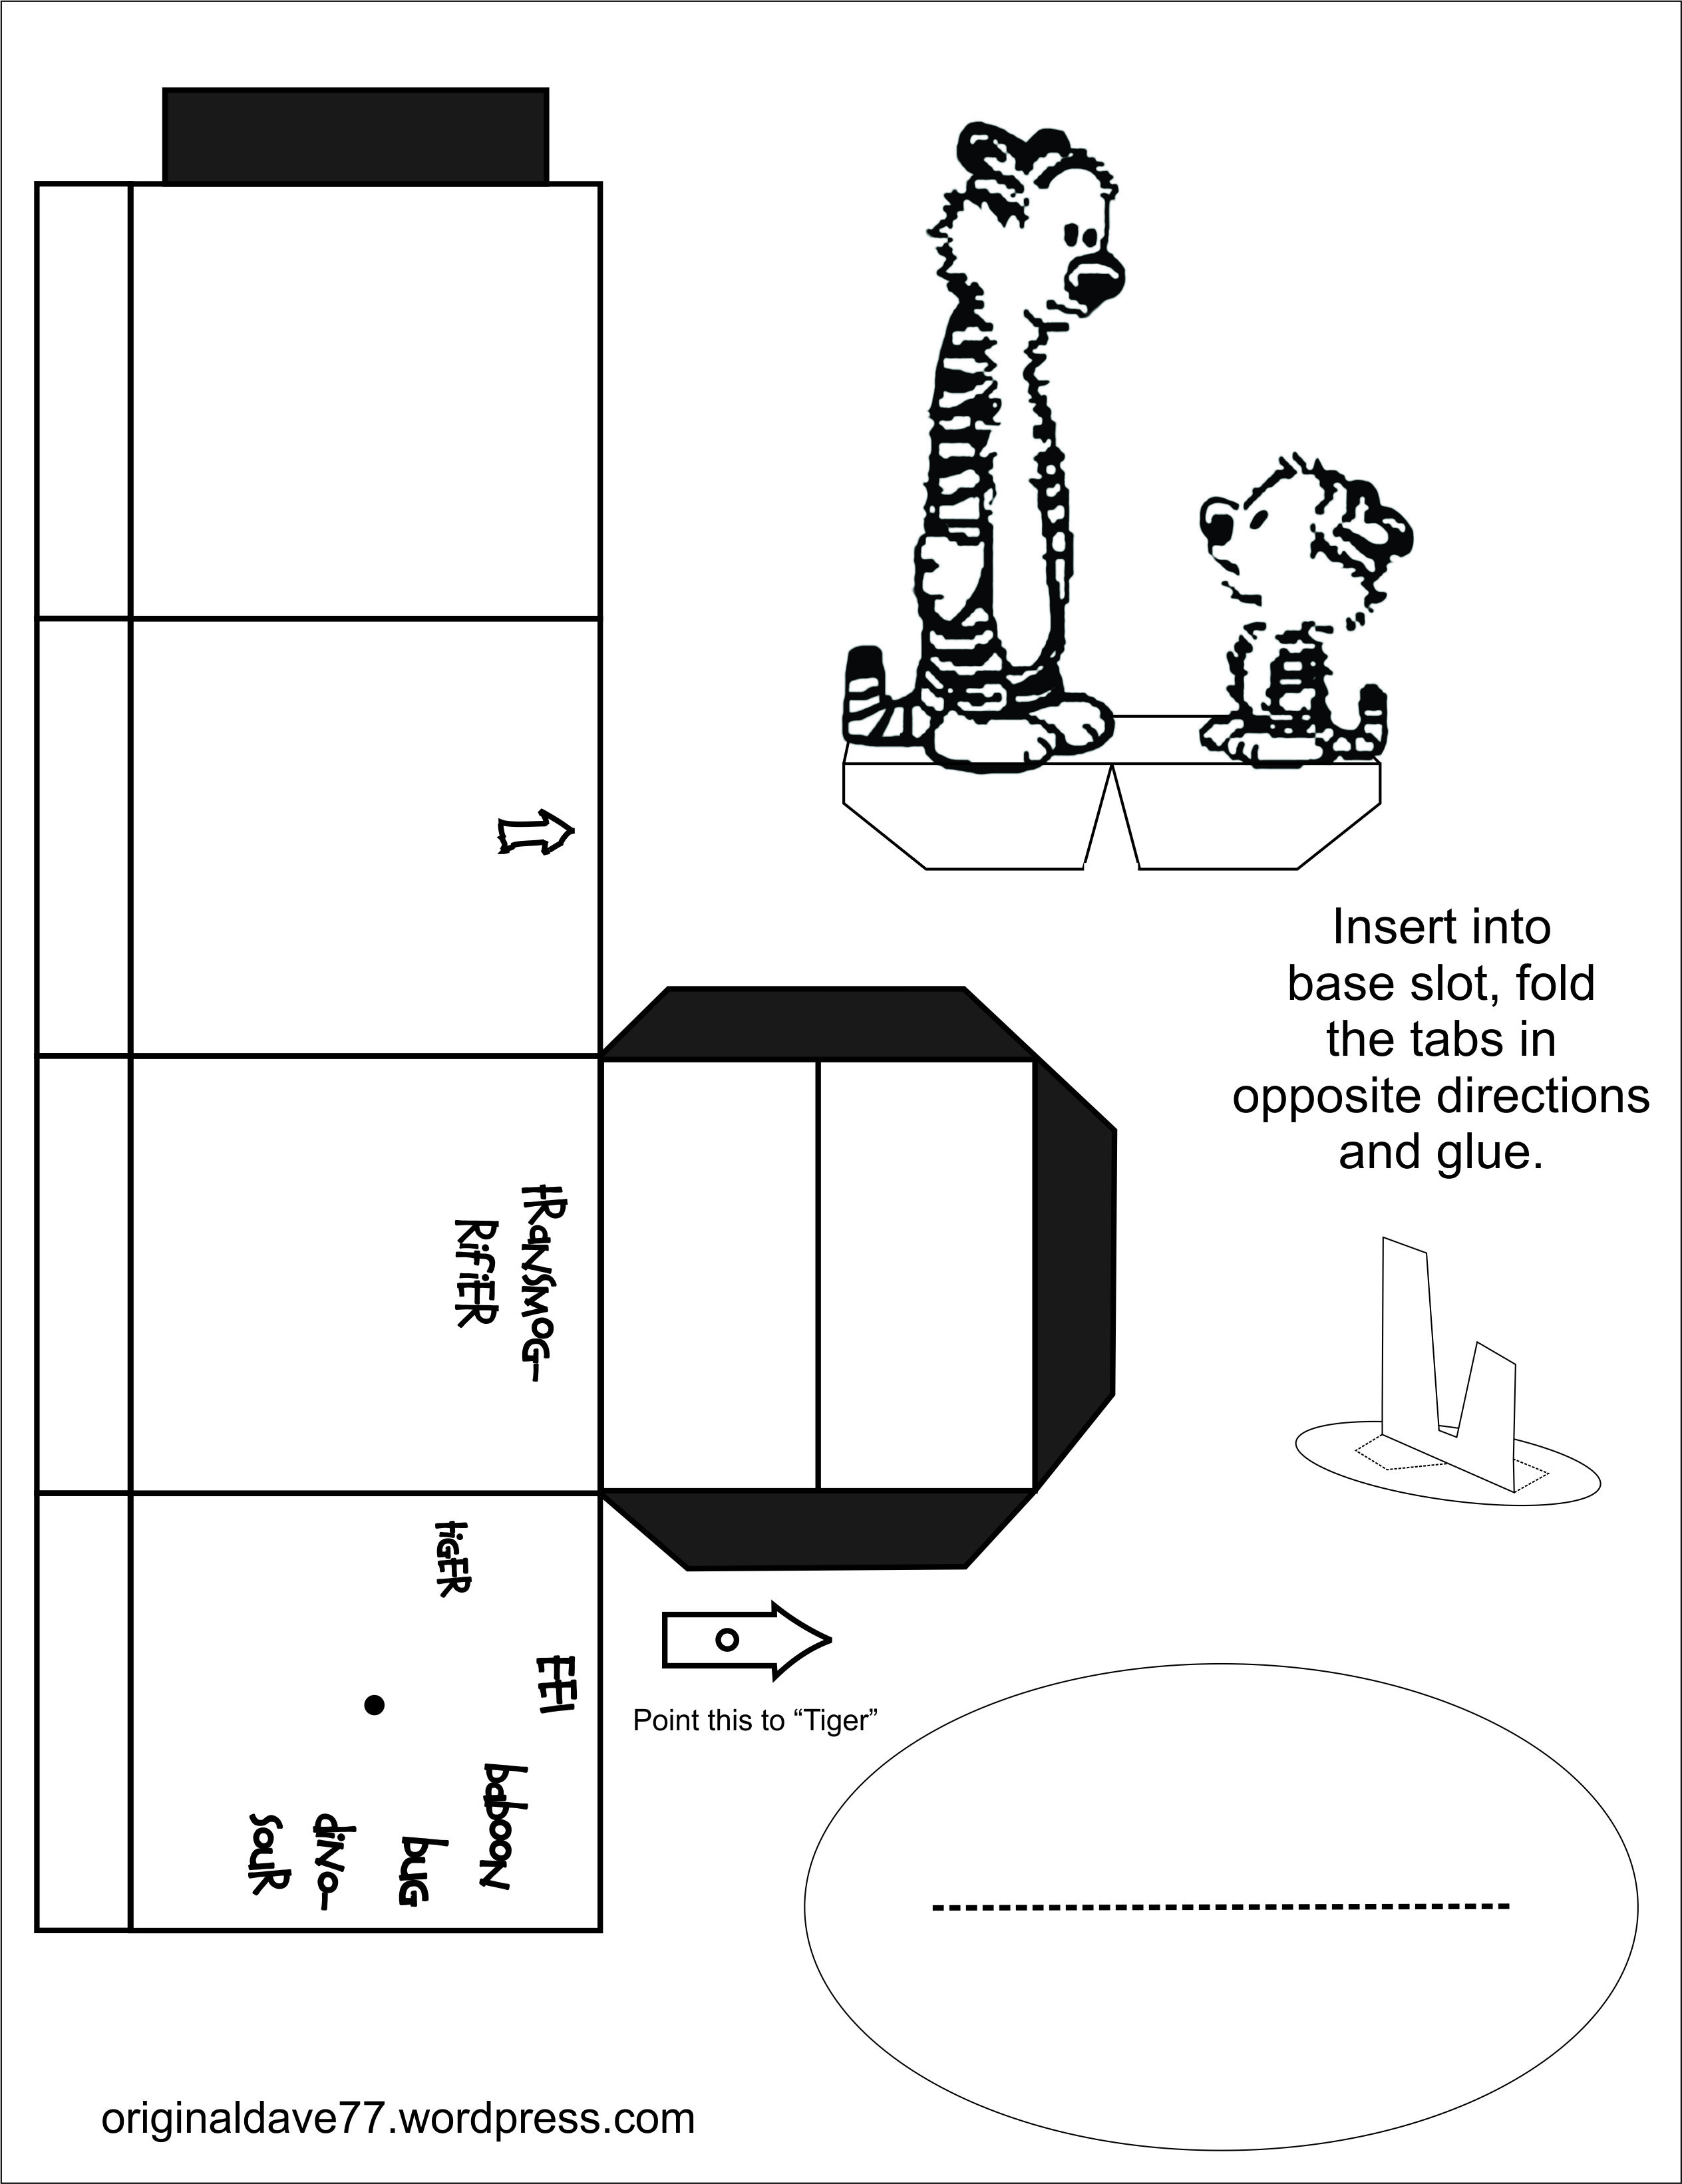 Insert into
base slot, fold
the tabs in
opposite directions
and glue.
tRaNSMOG-
RifiER
tiGER
EEl
baboon
buG
diNo-
SauR
Point this to “Tiger”
originaldave77.wordpress.com